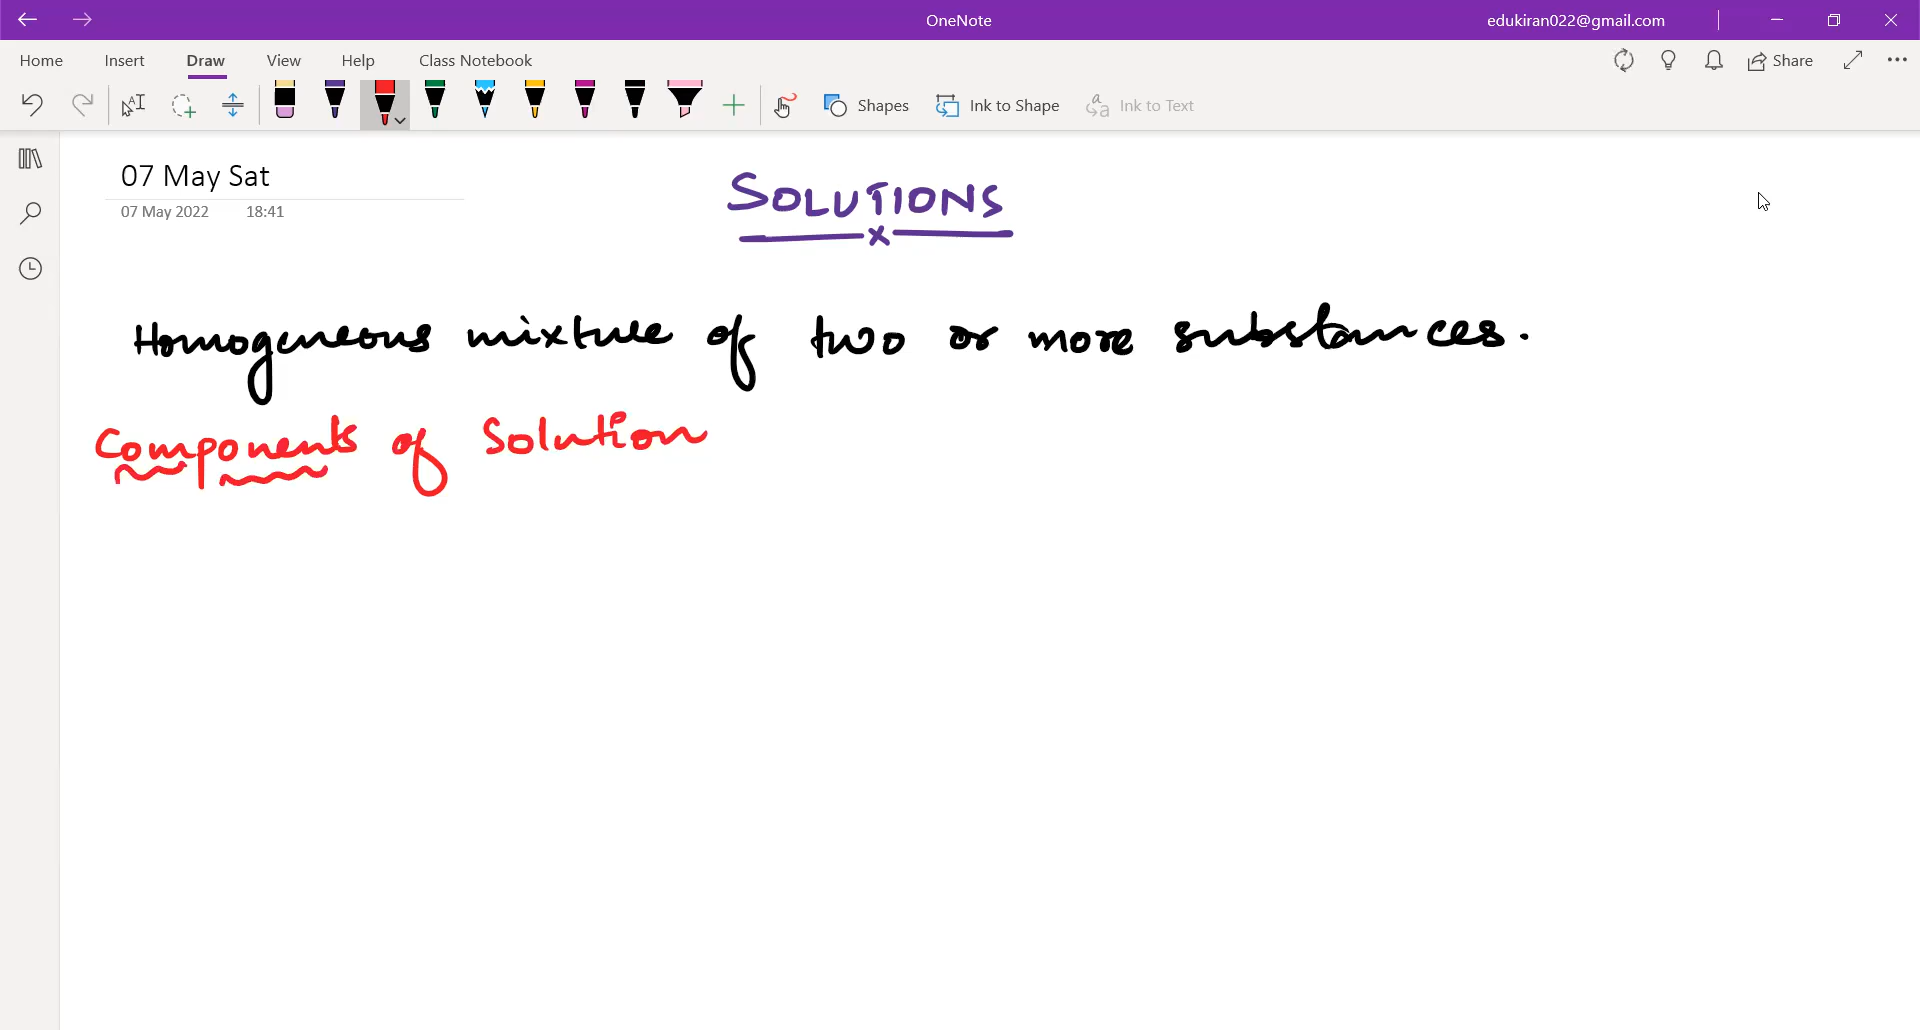 OneNote
edukiran022@gmail.com
Home Insert Draw View Help Class Notebook
Share
Shapes Ink to Shape Ink to Text
07 May Sat
07 May 2022 18:41
SOLUTIONS
Homogeneous mixture of two or more substances.
Components of Solution